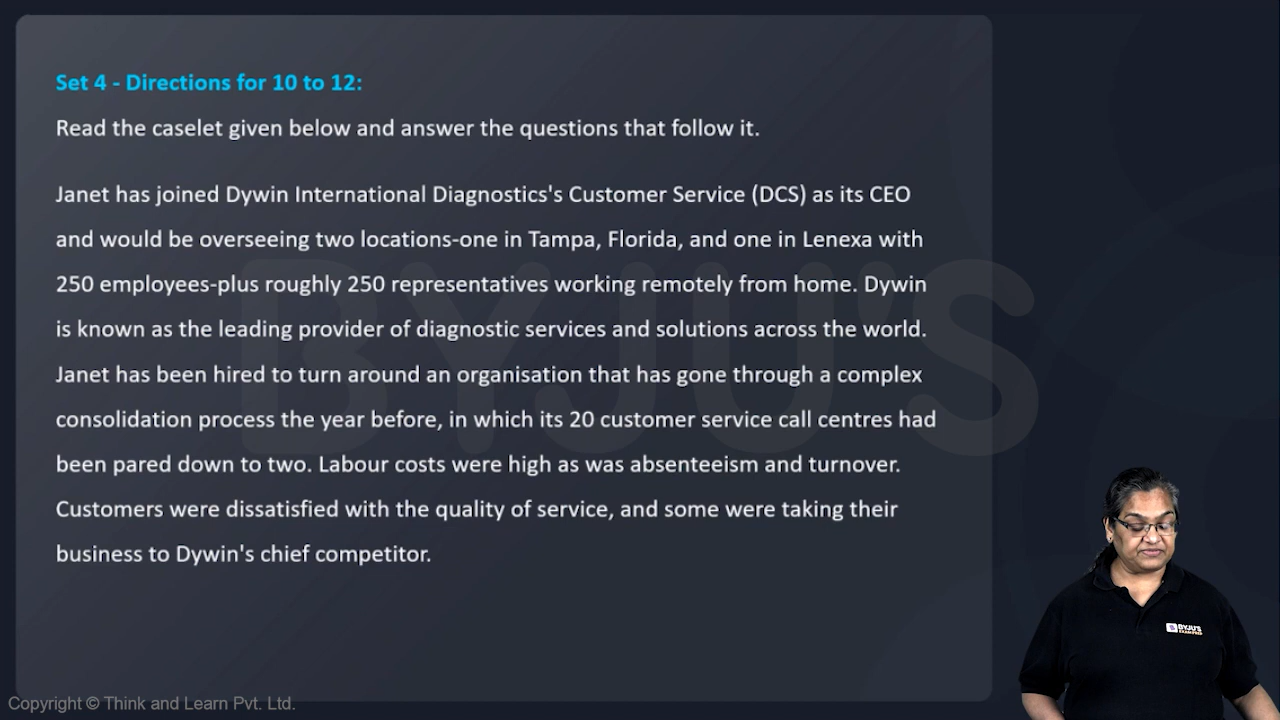 Set 4 - Directions for 10 to 12:
Read the caselet given below and answer the questions that follow it.
Janet has joined Dywin International Diagnostics's Customer Service (DCS) as its CEO
and would be overseeing two locations-one in Tampa, Florida, and one in Lenexa with
250 employees-plus roughly 250 representatives working remotely from home. Dywin
is known as the leading provider of diagnostic services and solutions across the world.
Janet has been hired to turn around an organisation that has gone through a complex
consolidation process the year before, in which its 20 customer service call centres had
been pared down to two. Labour costs were high as was absenteeism and turnover.
Customers were dissatisfied with the quality of service, and some were taking their
business to Dywin's chief competitor.
BYJU'S
BYJU'S
EXAM PREP
Copyright © Think and Learn Pvt. Ltd.